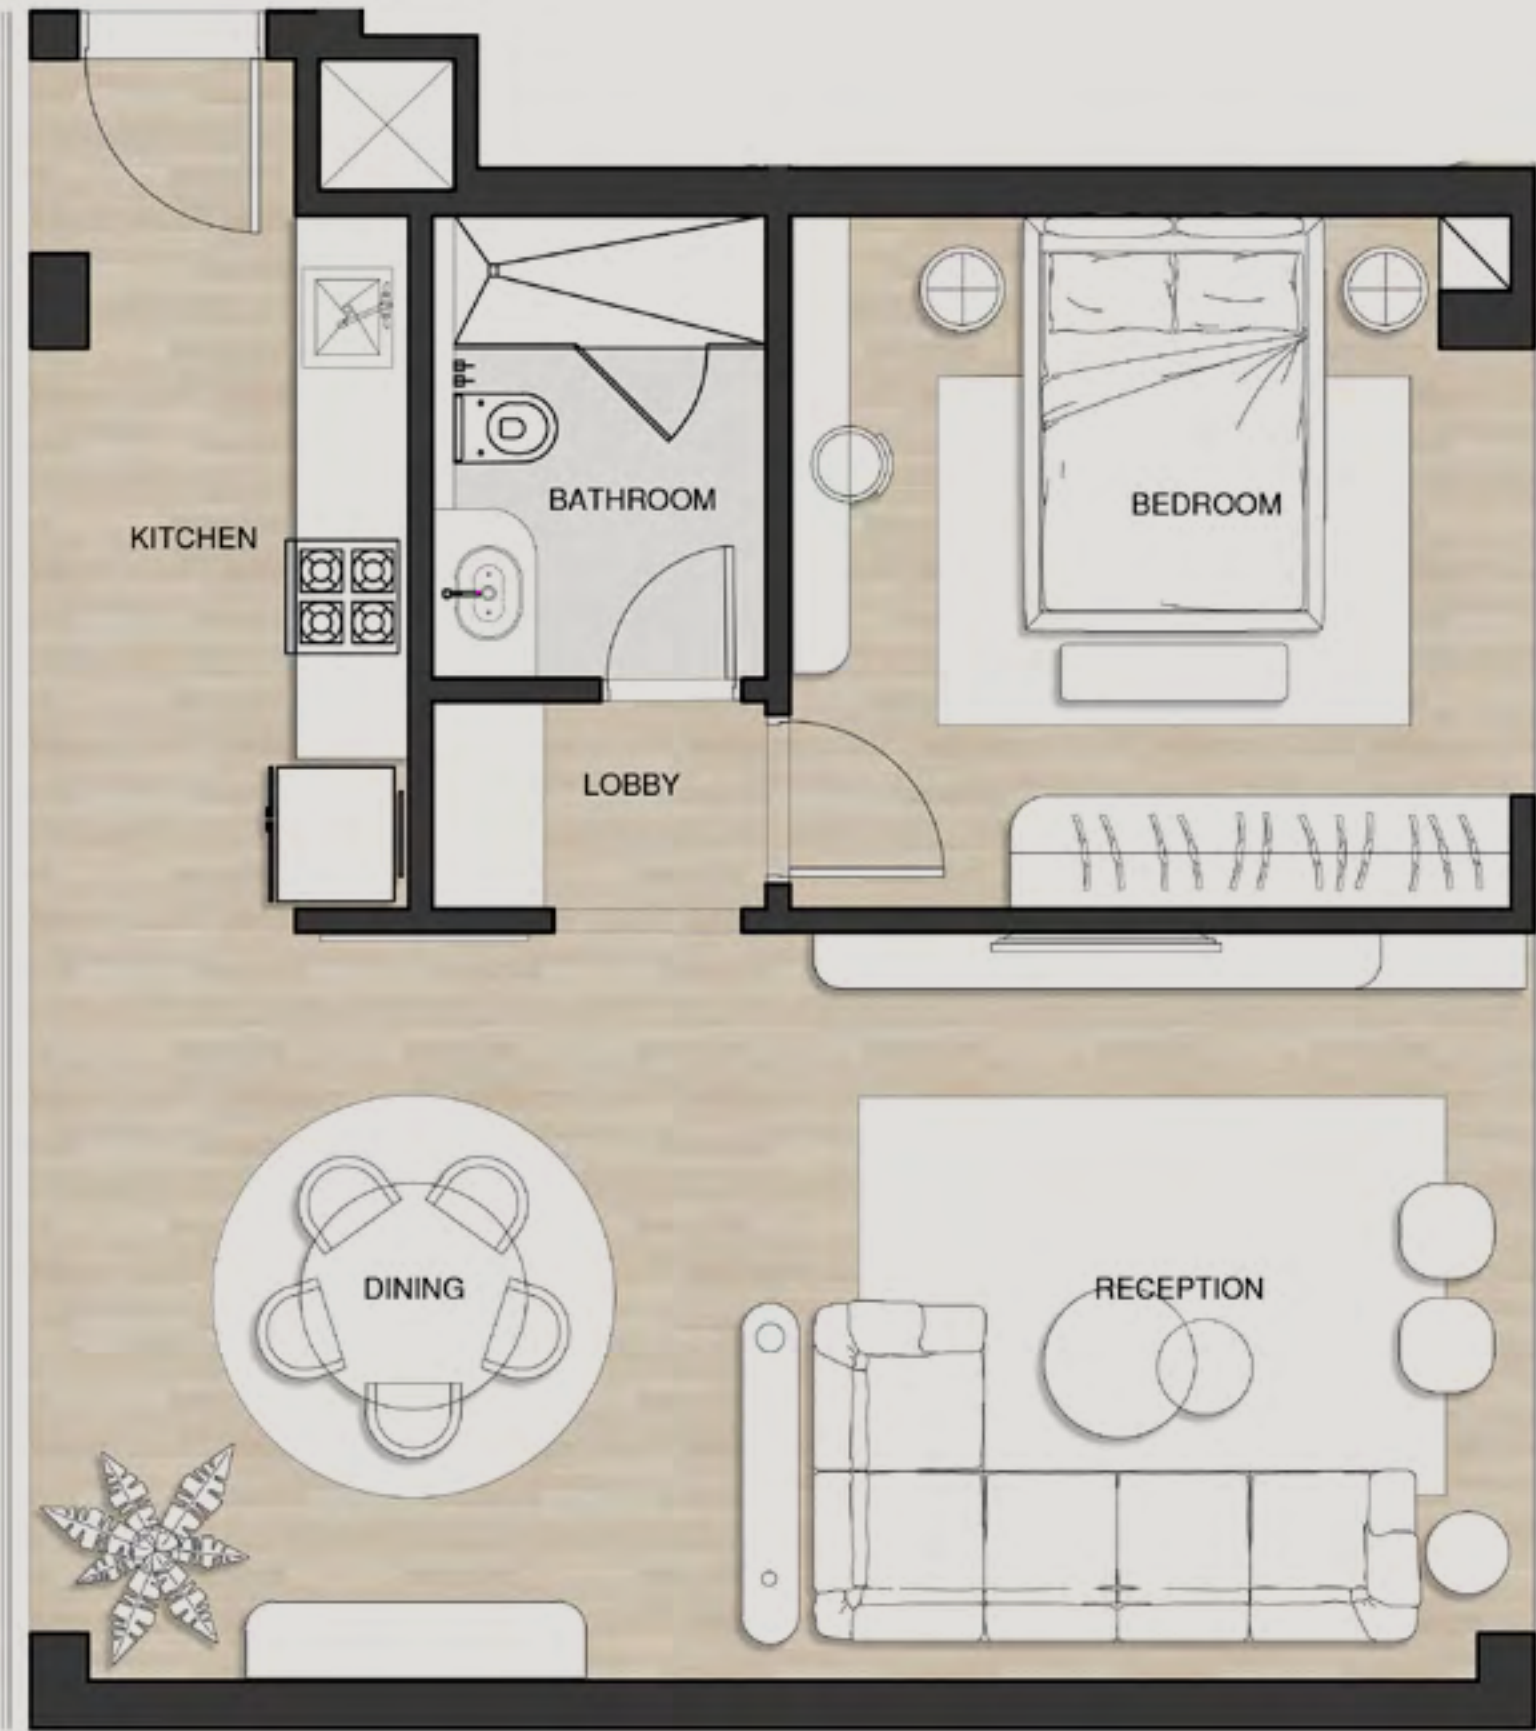 KITCHEN
BATHROOM
BEDROOM
LOBBY
DINING
RECEPTION